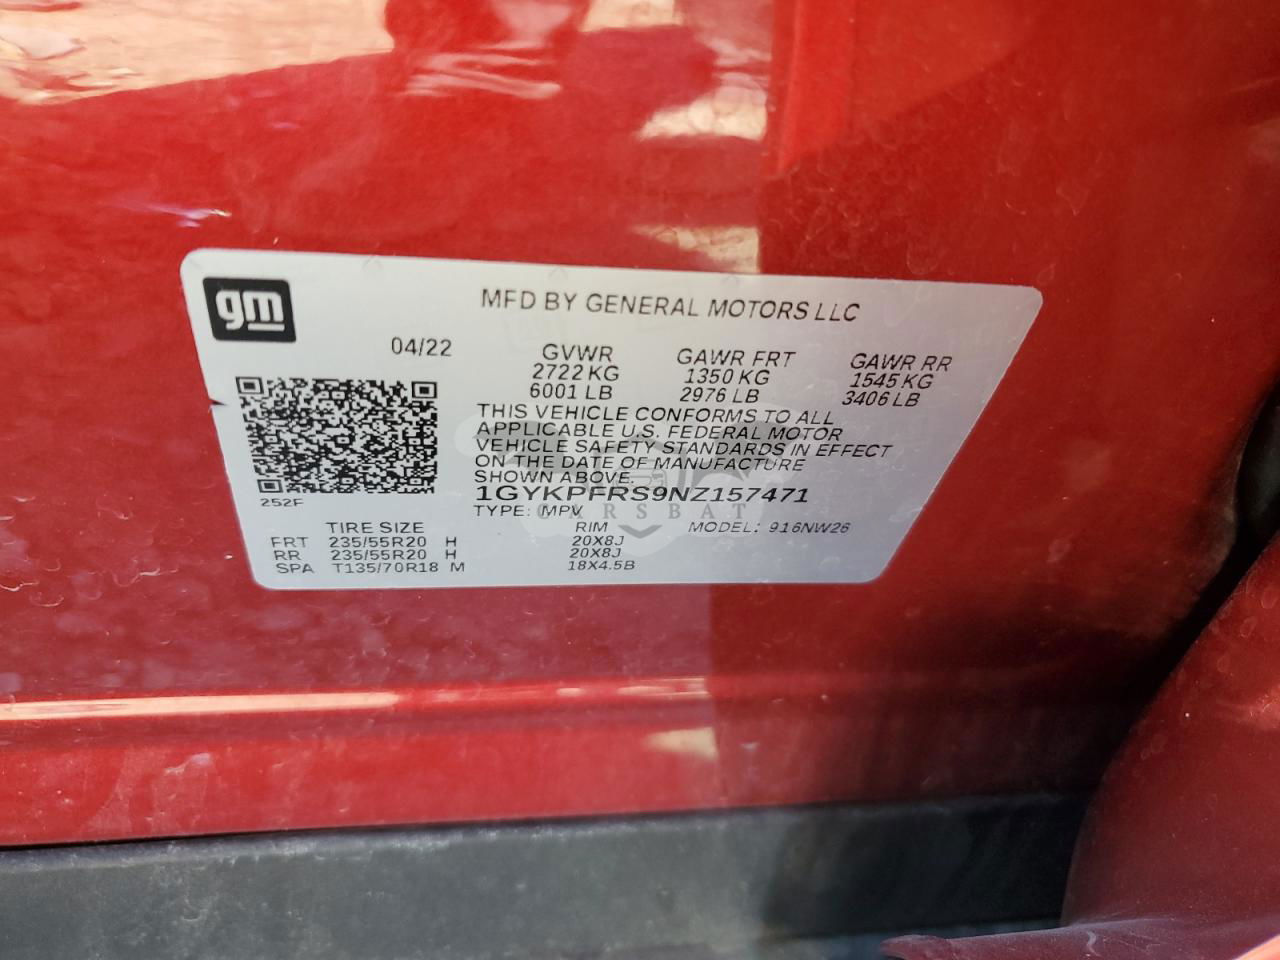 gm
MFD BY GENERAL MOTORS LLC
04/22
GVWR GAWR FRT GAWR RR
2722 KG 1350 KG 1545 KG
6001 LB 2976 LB 3406 LB
THIS VEHICLE CONFORMS TO ALL
APPLICABLE U.S. FEDERAL MOTOR
VEHICLE SAFETY STANDARDS IN EFFECT
ON THE DATE OF MANUFACTURE
SHOWN ABOVE.
1GYKPFRS9NZ157471
252F
TYPE: MPV MODEL: 916NW26
CARSBAT
TIRE SIZE RIM
FRT 235/55R20 H 20X8J
RR 235/55R20 H 20X8J
SPA T135/70R18 M 18X4.5B